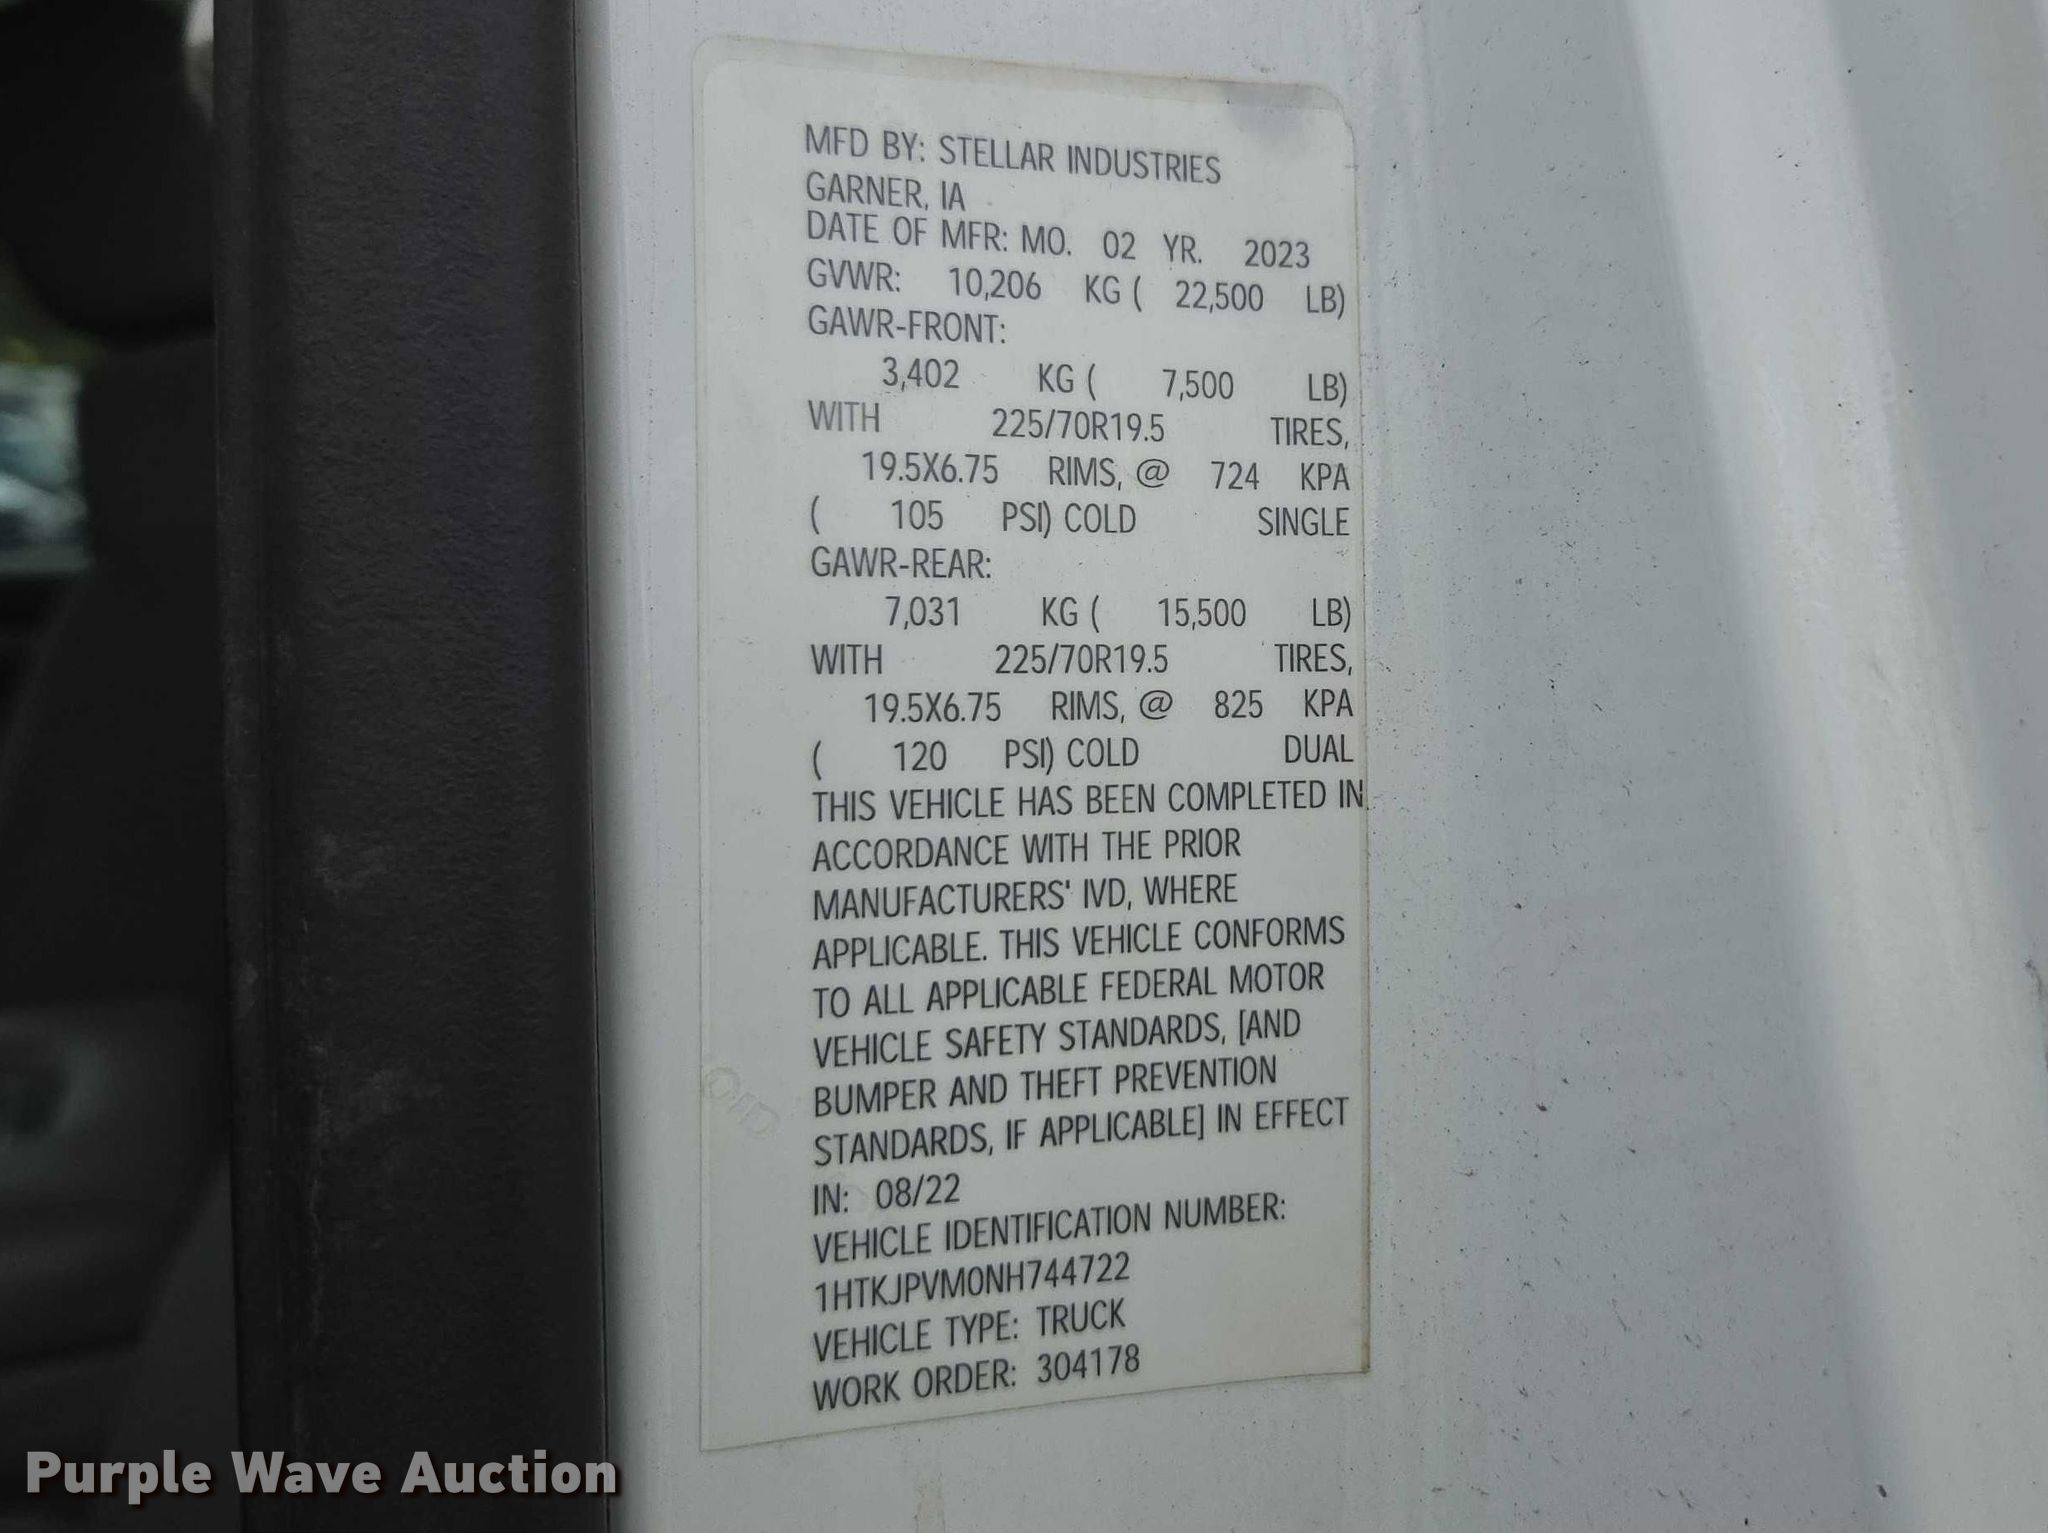 MFD BY: STELLAR INDUSTRIES
GARNER, IA
DATE OF MFR: MO. 02 YR. 2023
GVWR: 10,206 KG ( 22,500 LB)
GAWR-FRONT:
3,402 KG ( 7,500 LB)
WITH 225/70R19.5 TIRES,
19.5X6.75 RIMS, @ 724 KPA
( 105 PSI) COLD SINGLE
GAWR-REAR:
7,031 KG ( 15,500 LB)
WITH 225/70R19.5 TIRES,
19.5X6.75 RIMS, @ 825 KPA
( 120 PSI) COLD DUAL
THIS VEHICLE HAS BEEN COMPLETED IN
ACCORDANCE WITH THE PRIOR
MANUFACTURERS' IVD, WHERE
APPLICABLE. THIS VEHICLE CONFORMS
TO ALL APPLICABLE FEDERAL MOTOR
VEHICLE SAFETY STANDARDS, [AND
BUMPER AND THEFT PREVENTION
STANDARDS, IF APPLICABLE] IN EFFECT
IN: 08/22
VEHICLE IDENTIFICATION NUMBER:
1HTKJPVM0NH744722
VEHICLE TYPE: TRUCK
WORK ORDER: 304178
Purple Wave Auction